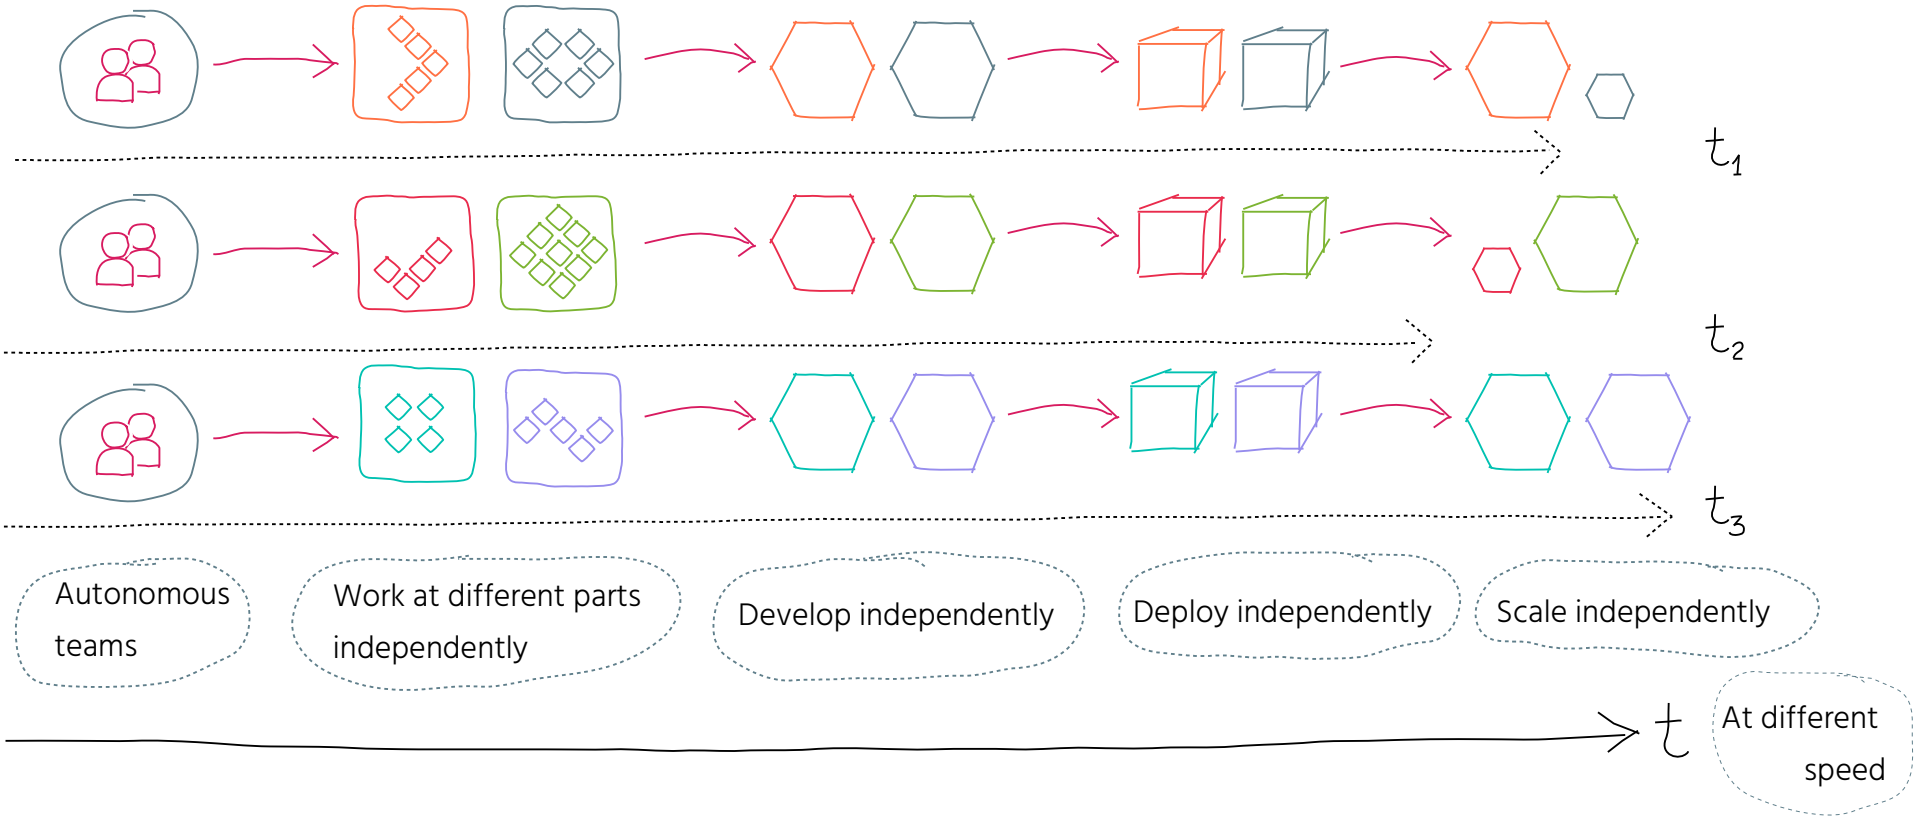 t1
t2
t3
Autonomous
teams
Work at different parts
independently
Develop independently
Deploy independently
Scale independently
t
At different
speed